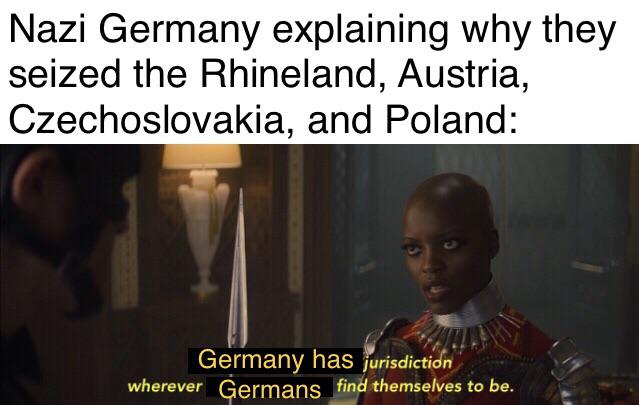 Nazi Germany explaining why they
seized the Rhineland, Austria,
Czechoslovakia, and Poland:
Germany has jurisdiction
wherever Germans find themselves to be.